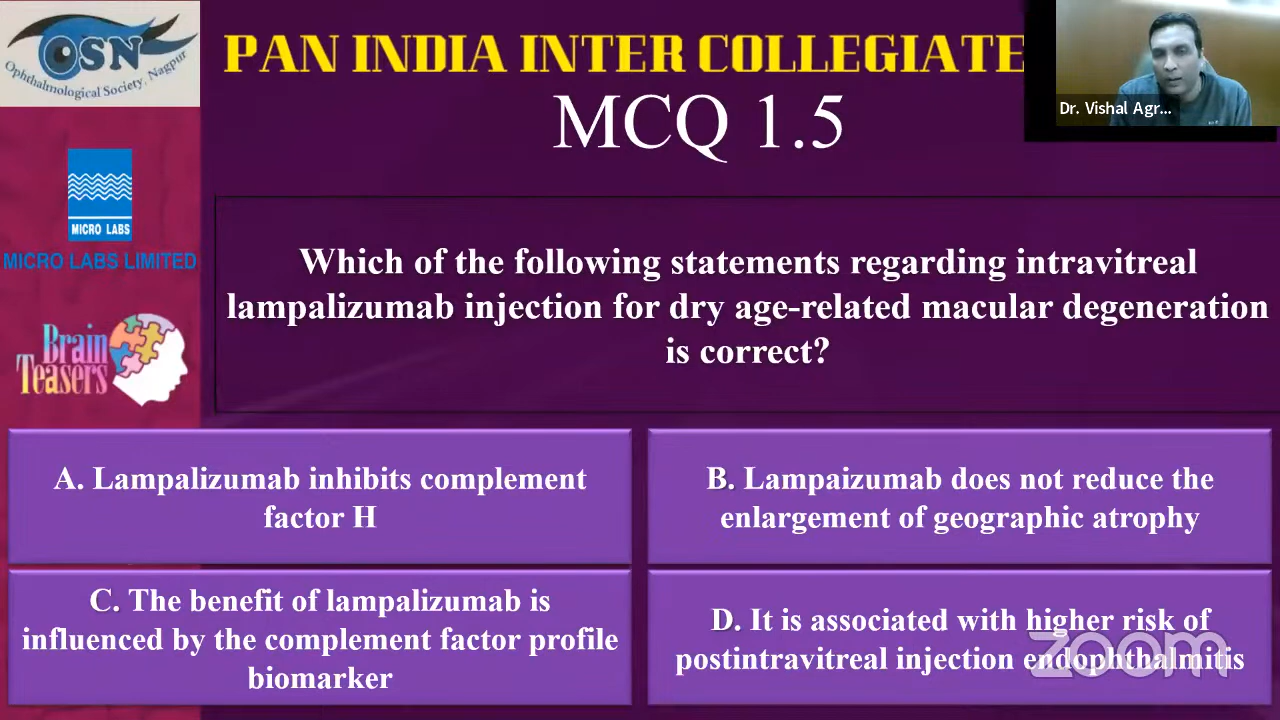 OSN
Ophthalmological Society, Nagpur
PAN INDIA INTER COLLEGIATE
MCQ 1.5
Dr. Vishal Agr...
MICRO LABS
MICRO LABS LIMITED
Brain
Teasers
Which of the following statements regarding intravitreal
lampalizumab injection for dry age-related macular degeneration
is correct?
A. Lampalizumab inhibits complement
factor H
B. Lampaizumab does not reduce the
enlargement of geographic atrophy
C. The benefit of lampalizumab is
influenced by the complement factor profile
biomarker
D. It is associated with higher risk of
postintravitreal injection endophthalmitis
zoom